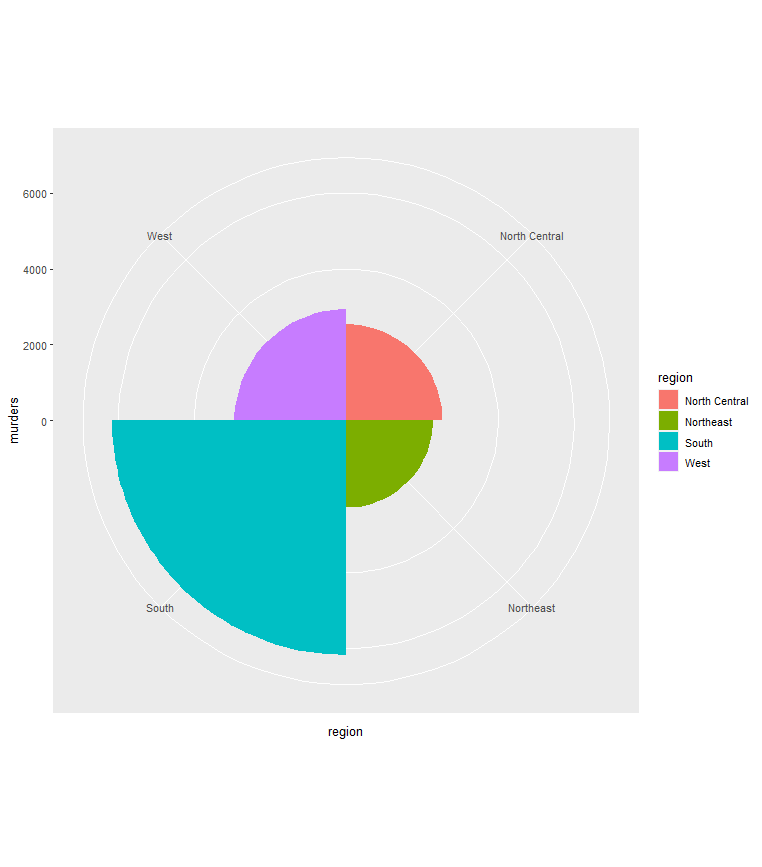 6000
4000
2000
0
murders
West
North Central
South
Northeast
region
region
North Central
Northeast
South
West